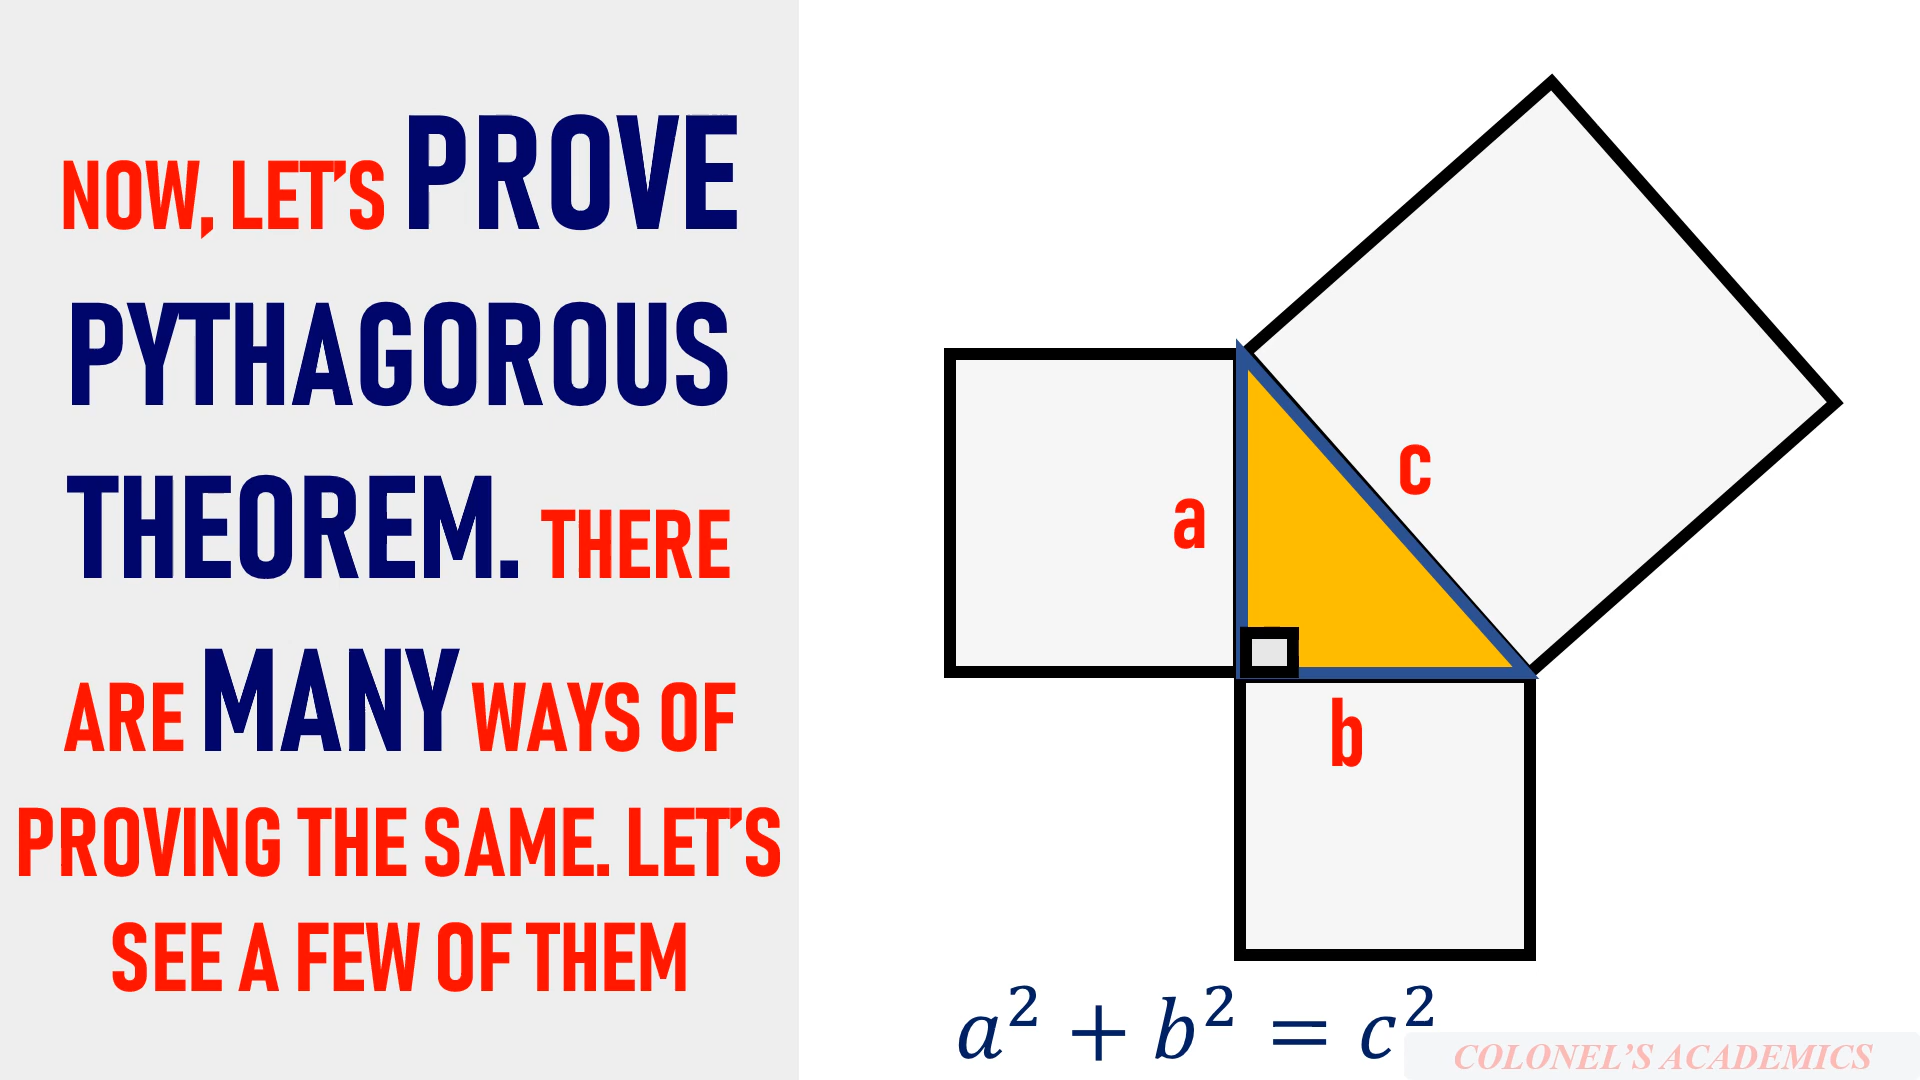 NOW, LET'S PROVE
PYTHAGOROUS
THEOREM. THERE
ARE MANY WAYS OF
PROVING THE SAME. LET'S
SEE A FEW OF THEM
c
a
b
a² + b² = c²
COLONEL'S ACADEMICS